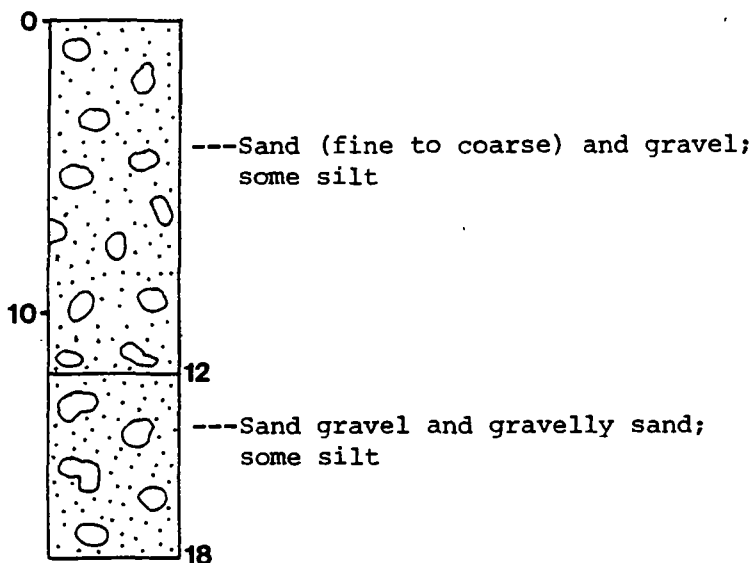 0
---Sand (fine to coarse) and gravel;
some silt
10
12
---Sand gravel and gravelly sand;
some silt
18